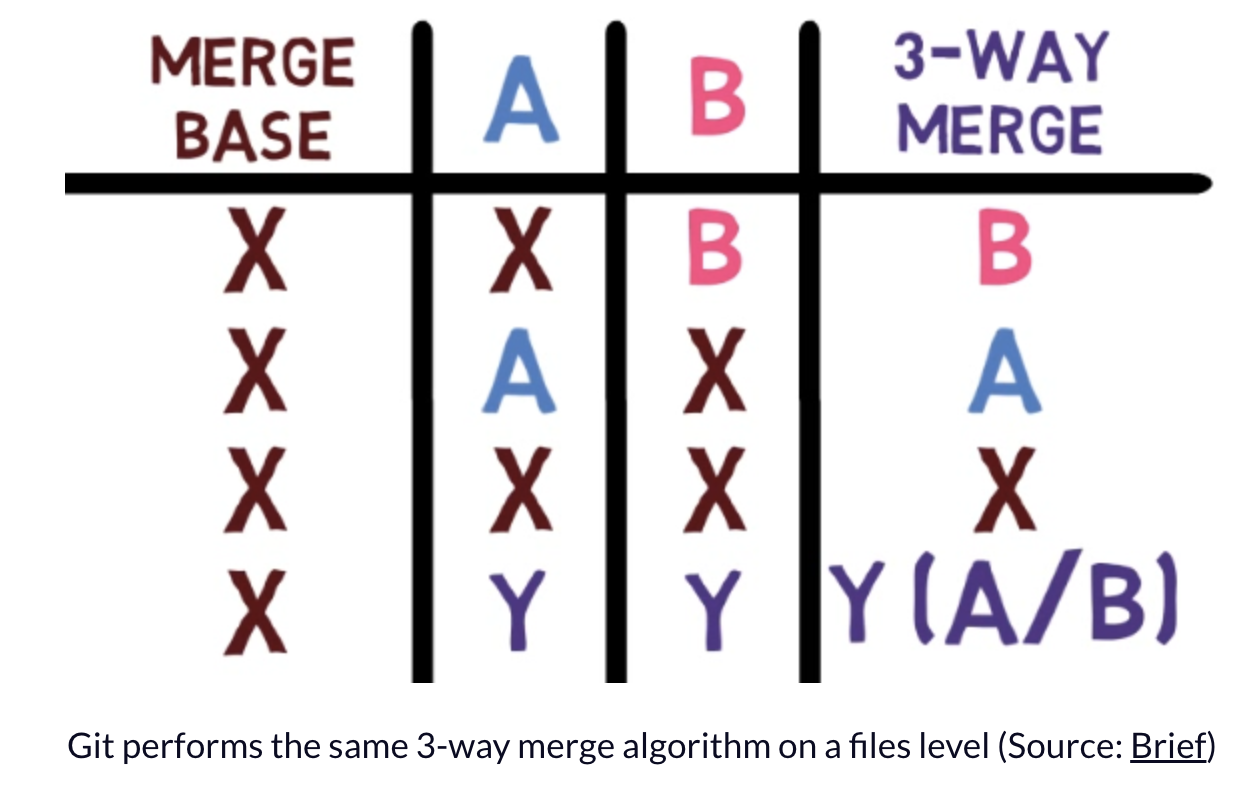 MERGE BASE A B 3-WAY MERGE
X X B B
X A X A
X X X X
X Y Y Y (A/B)
Git performs the same 3-way merge algorithm on a files level (Source: Brief)